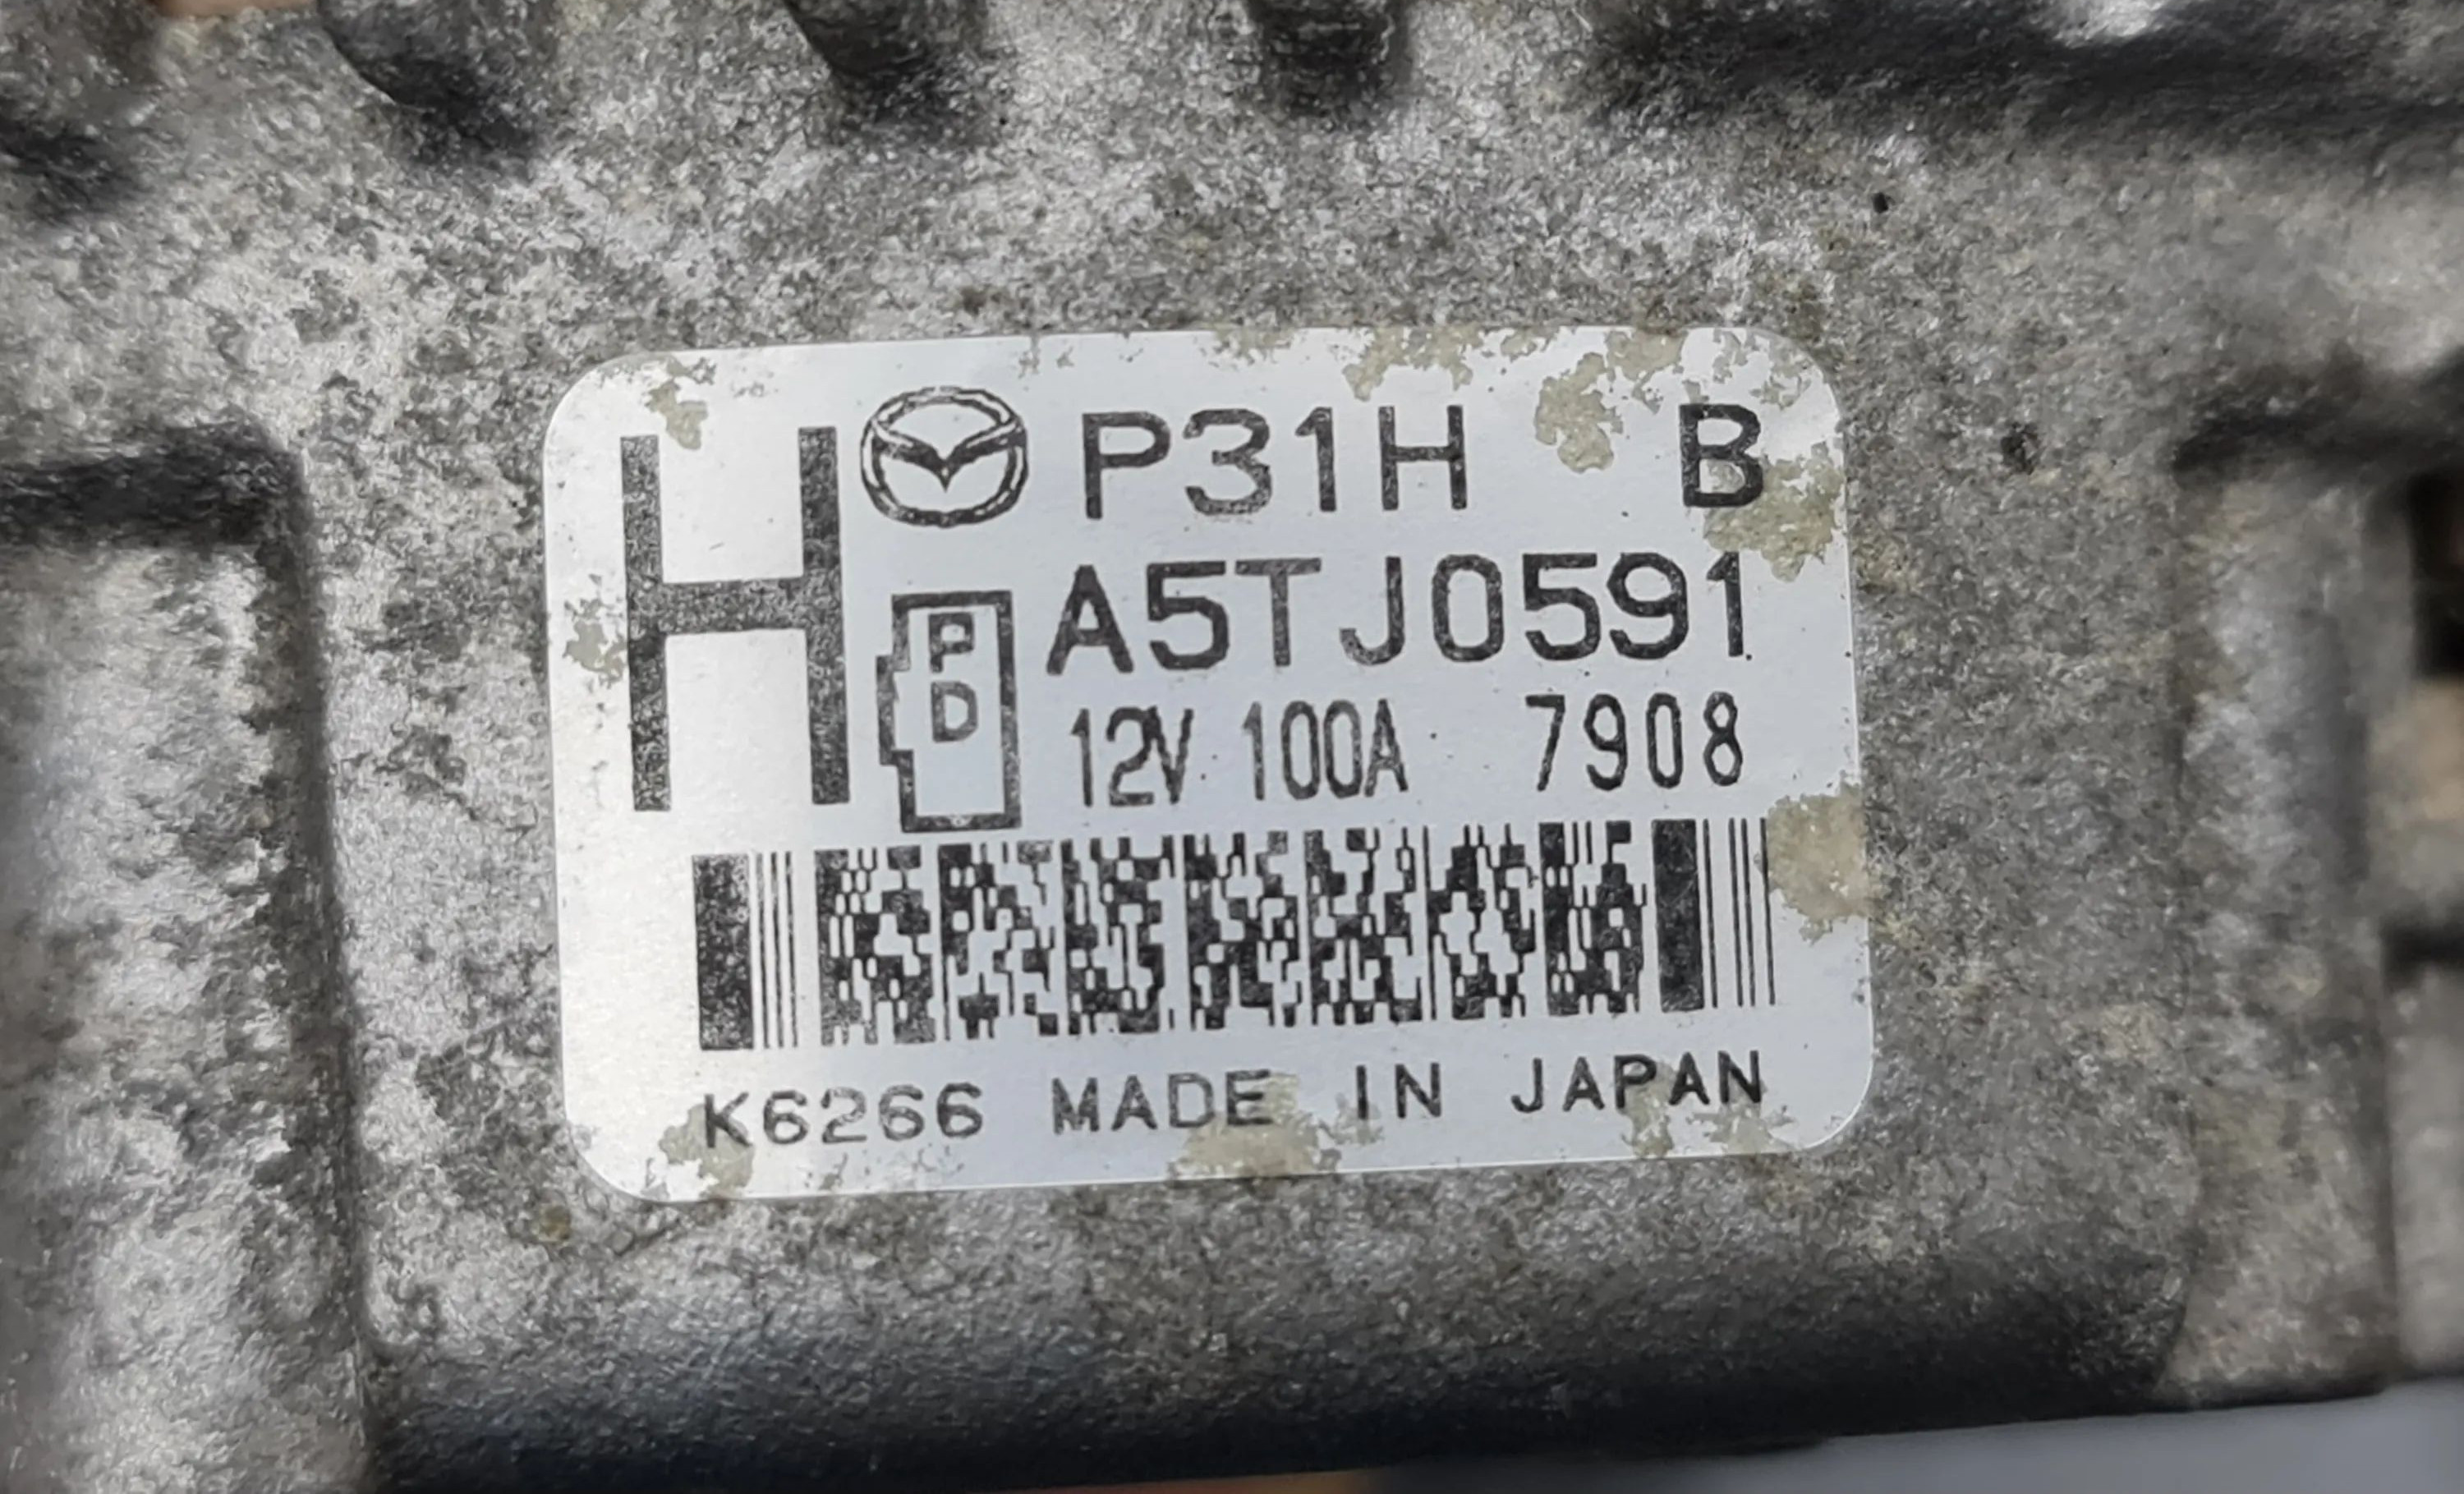 H P31H B
P
D
A5TJ0591
12V 100A 7908
K6266 MADE IN JAPAN